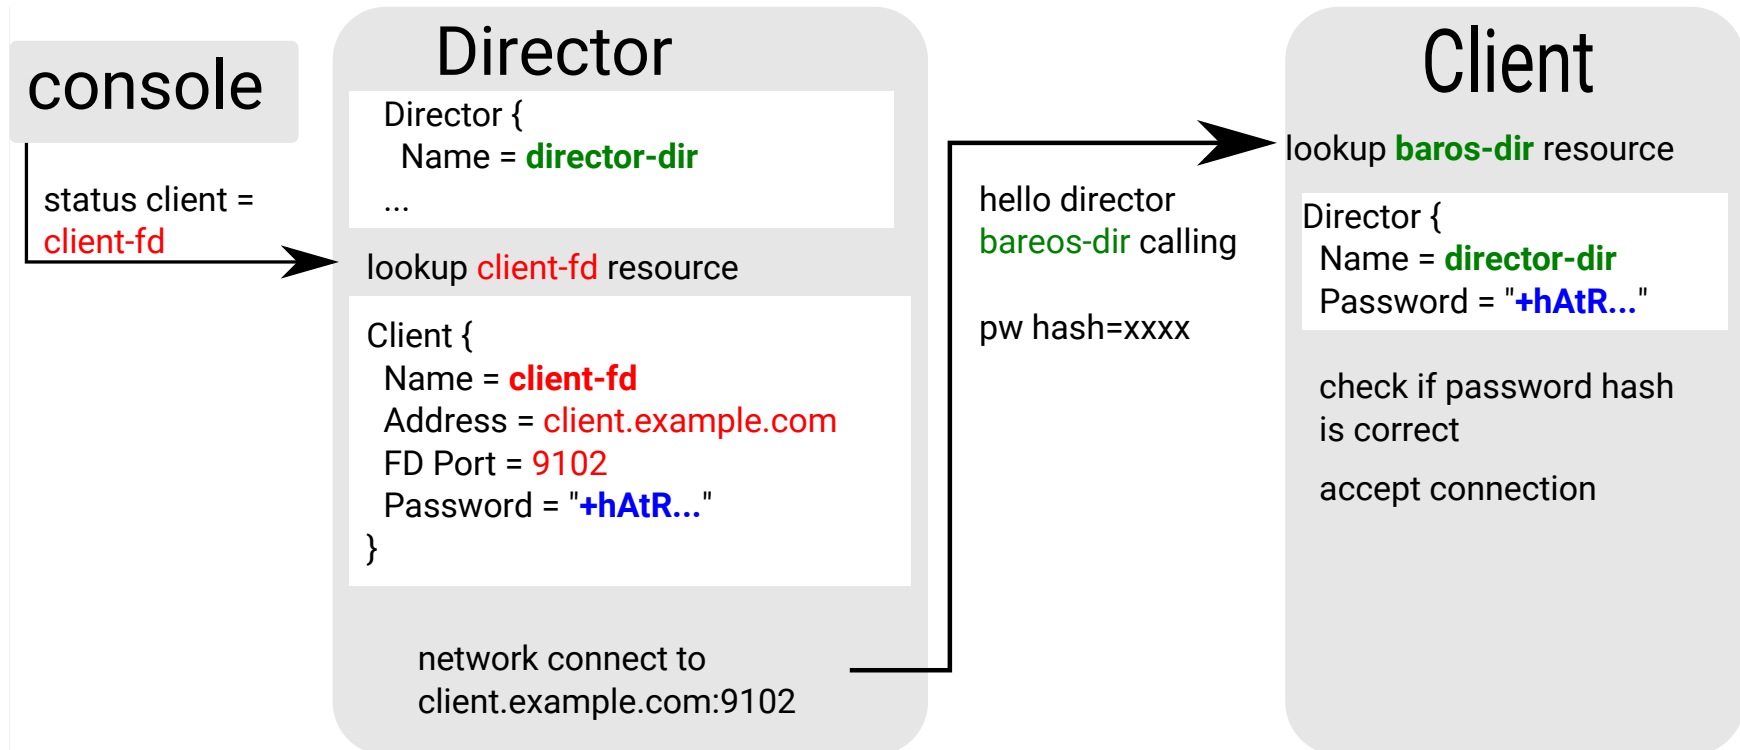 console
status client =
client-fd
Director
Director {
Name = director-dir
...
lookup client-fd resource
Client {
Name = client-fd
Address = client.example.com
FD Port = 9102
Password = "+hAtR..."
}
network connect to
client.example.com:9102
hello director
bareos-dir calling
pw hash=xxxx
Client
lookup baros-dir resource
Director {
Name = director-dir
Password = "+hAtR..."
check if password hash
is correct
accept connection